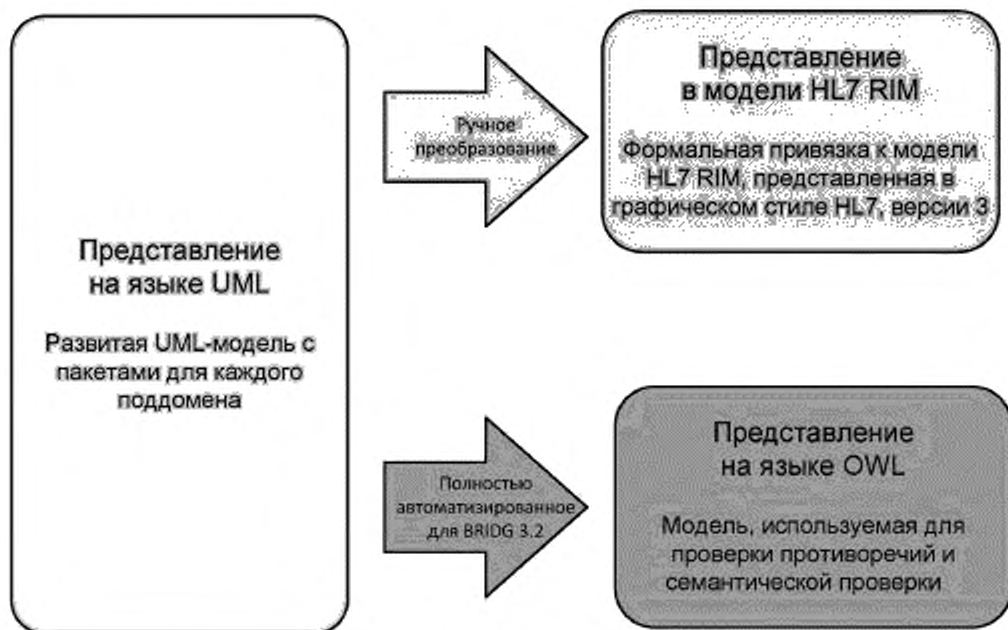 Представление
на языке UML
Развитая UML-модель с
пакетами для каждого
поддомена
Ручное
преобразование
Представление
в модели HL7 RIM
Формальная привязка к модели
HL7 RIM, представленная в
графическом стиле HL7, версии 3
Полностью
автоматизированное
для BRIDG 3.2
Представление
на языке OWL
Модель, используемая для
проверки противоречий и
семантической проверки